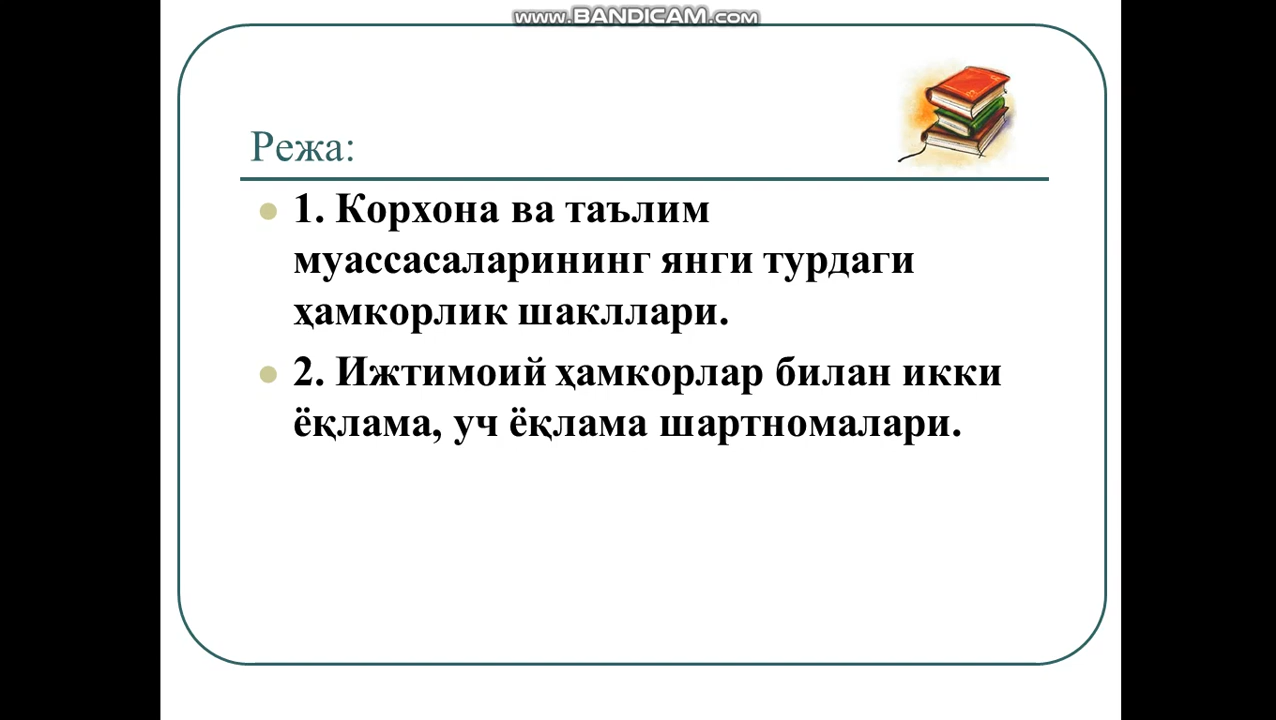 www.BANDICAM.com
Режа:
1. Корхона ва таълим
муассасаларининг янги турдаги
ҳамкорлик шакллари.
2. Ижтимоий ҳамкорлар билан икки
ёқлама, уч ёқлама шартномалари.